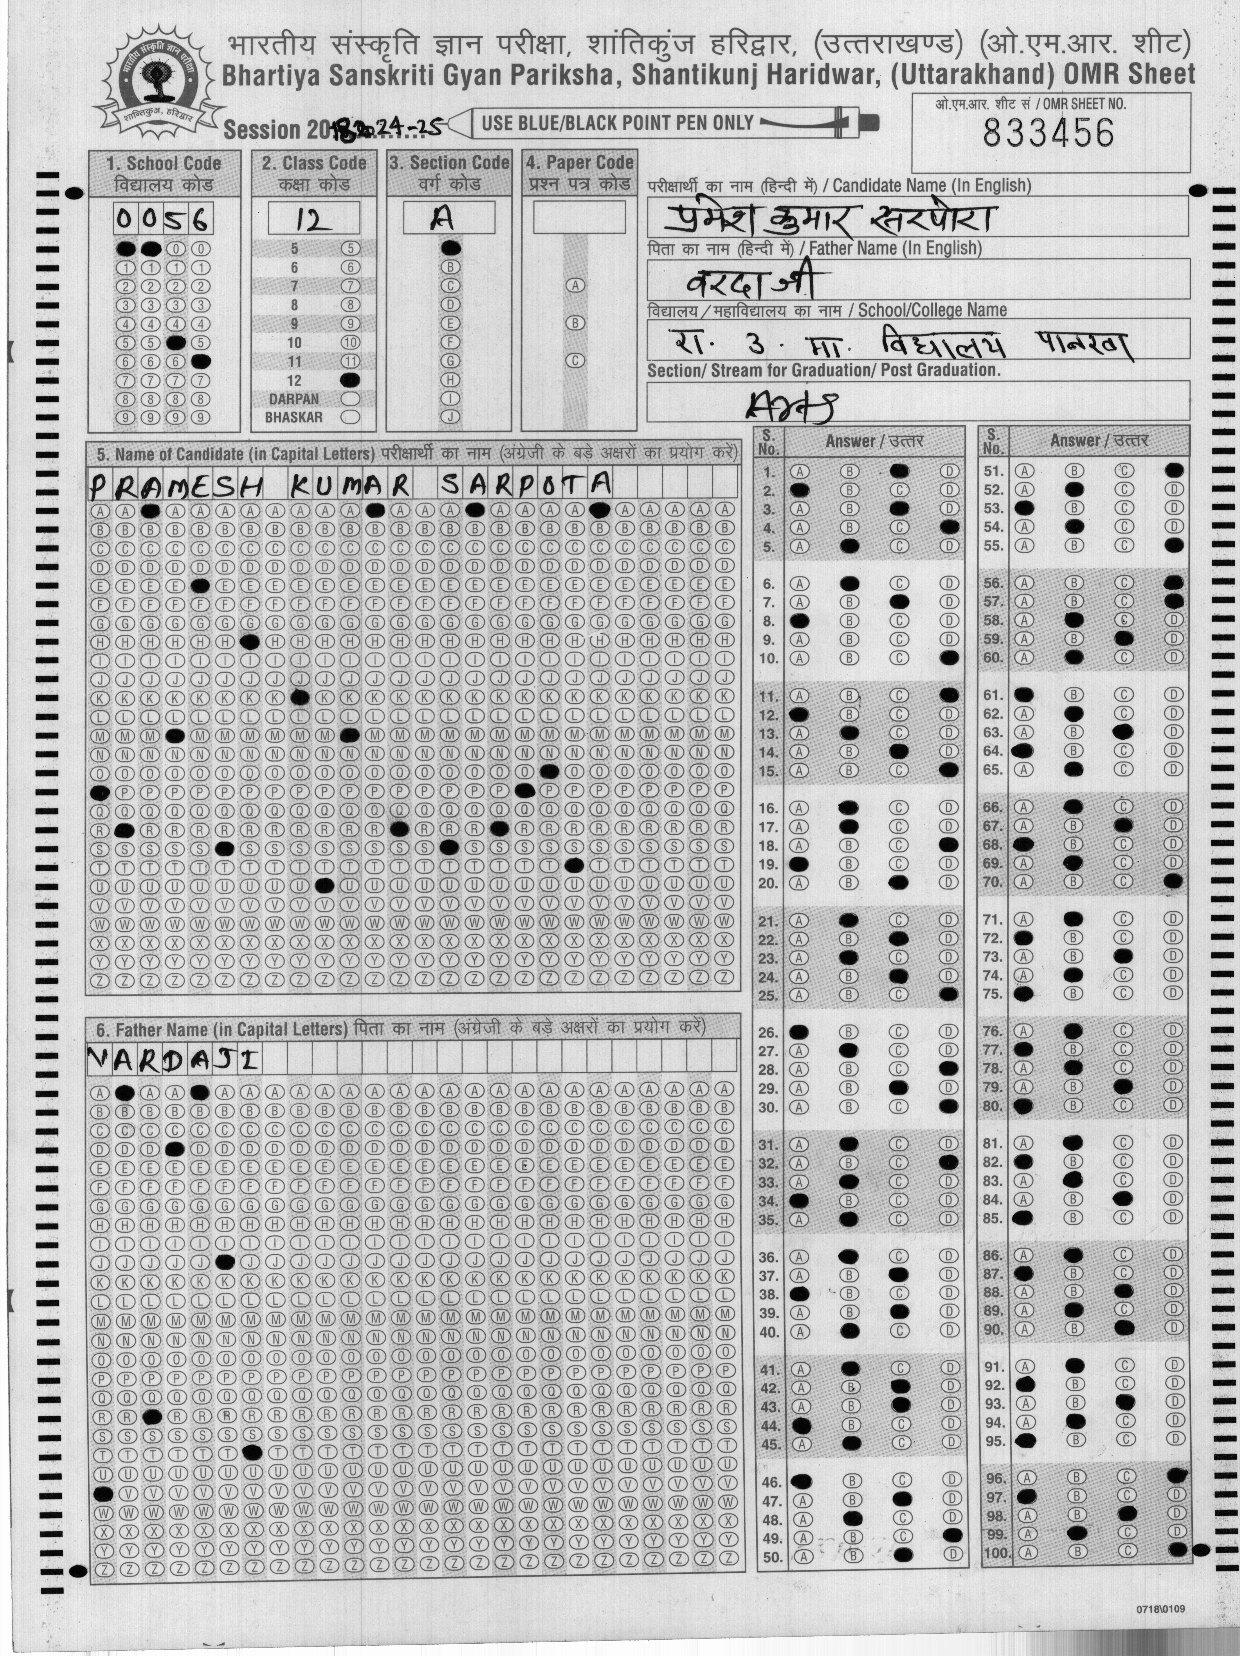 भारतीय संस्कृति ज्ञान परीक्षा, शांतिकुंज हरिद्वार, (उत्तराखण्ड) (ओ.एम.आर. शीट)
Bhartiya Sanskriti Gyan Pariksha, Shantikunj Haridwar, (Uttarakhand) OMR Sheet
Session 20 2024-25
USE BLUE/BLACK POINT PEN ONLY
ओ.एम.आर. शीट सं / OMR SHEET NO.
833456
1. School Code
विद्यालय कोड
0056
2. Class Code
कक्षा कोड
12
5
6
7
8
9
10
11
12
DARPAN
BHASKAR
3. Section Code
वर्ग कोड
A
4. Paper Code
प्रश्न पत्र कोड
A
B
C
परीक्षार्थी का नाम (हिन्दी में) / Candidate Name (In English)
प्रमेश कुमार सरपोटा
पिता का नाम (हिन्दी में) / Father Name (In English)
वरदा जी
विद्यालय / महाविद्यालय का नाम / School/College Name
रा. उ. मा. विद्यालय पानरवा
Section/ Stream for Graduation/ Post Graduation.
Arts
5. Name of Candidate (in Capital Letters) परीक्षार्थी का नाम (अंग्रेजी के बड़े अक्षरों का प्रयोग करें)
PRAMESH KUMAR SARPOTA
6. Father Name (in Capital Letters) पिता का नाम (अंग्रेजी के बड़े अक्षरों का प्रयोग करें)
VARDAJI
S. No.
Answer / उत्तर
S. No.
Answer / उत्तर
0718\0109